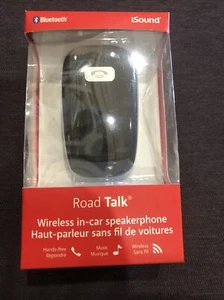 Bluetooth® iSound
Road Talk®
Wireless in-car speakerphone
Haut-parleur sans fil de voitures
Hands-free Music Wireless
Répondre Musique Sans Fil